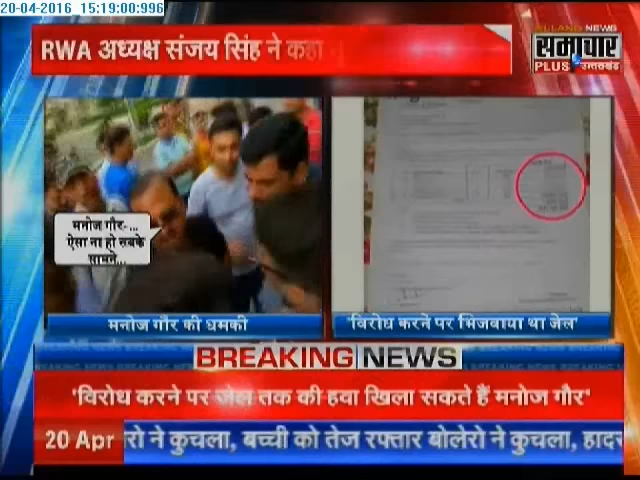 20-04-2016 15:19:00:996
RWA अध्यक्ष संजय सिंह ने कहा
NEWS
समाचार
PLUS उत्तराखंड
मनोज गौर-...
ऐसा ना हो सबके
सामने...
मनोज गौर की धमकी
'विरोध करने पर भिजवाया था जेल'
BREAKING NEWS
'विरोध करने पर जेल तक की हवा खिला सकते हैं मनोज गौर'
20 Apr रो ने कुचला, बच्ची को तेज रफ्तार बोलेरो ने कुचला,